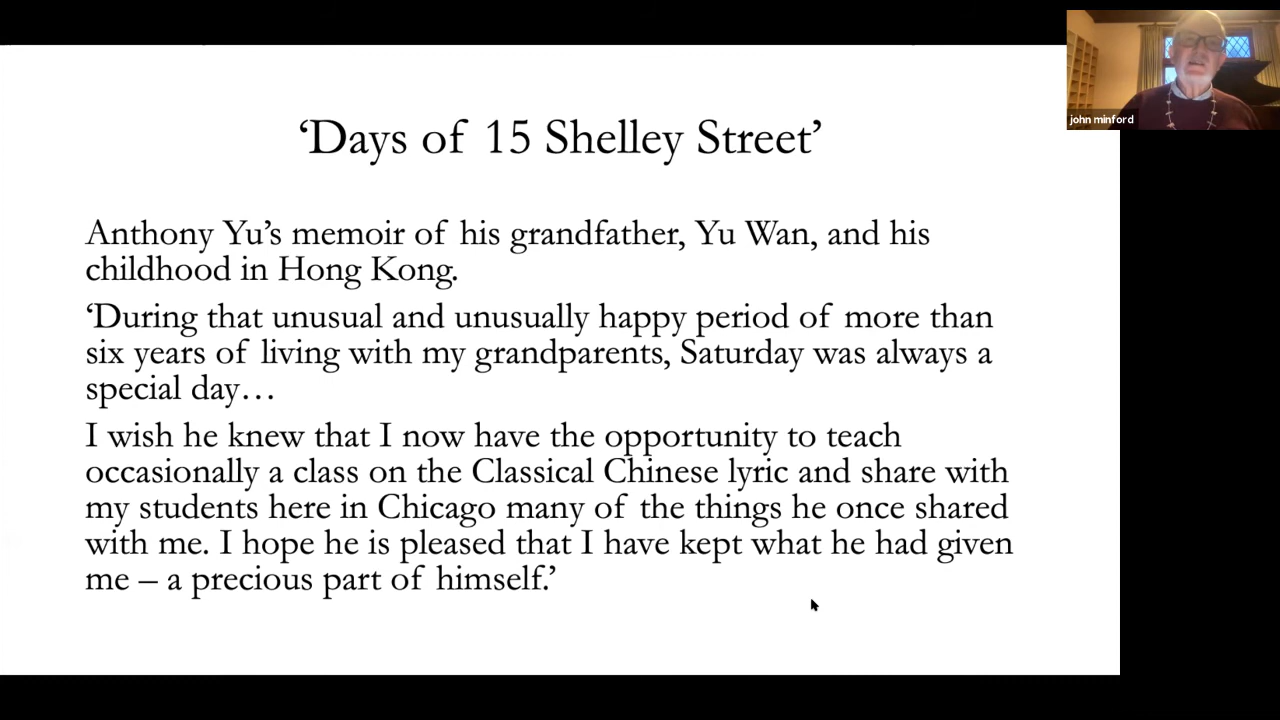 ‘Days of 15 Shelley Street’
Anthony Yu’s memoir of his grandfather, Yu Wan, and his
childhood in Hong Kong.
‘During that unusual and unusually happy period of more than
six years of living with my grandparents, Saturday was always a
special day…
I wish he knew that I now have the opportunity to teach
occasionally a class on the Classical Chinese lyric and share with
my students here in Chicago many of the things he once shared
with me. I hope he is pleased that I have kept what he had given
me – a precious part of himself.’
john minford